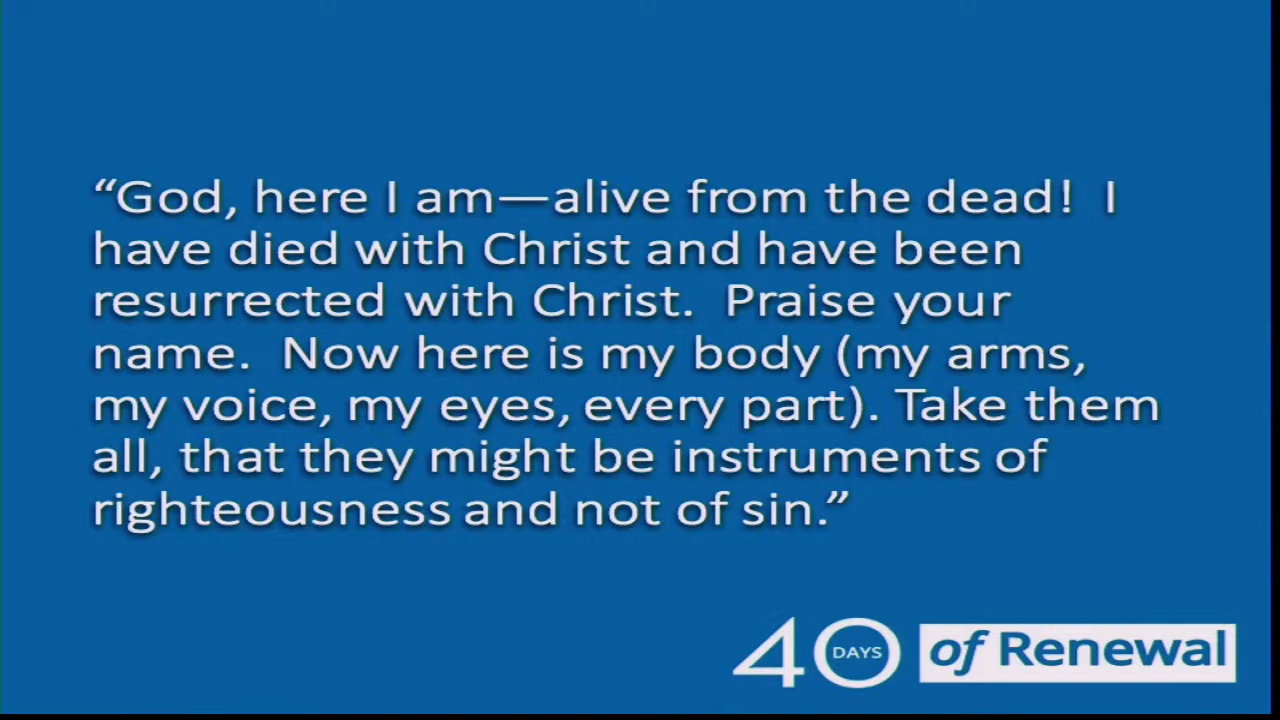 “God, here I am—alive from the dead!  I
have died with Christ and have been
resurrected with Christ.  Praise your
name.  Now here is my body (my arms,
my voice, my eyes, every part). Take them
all, that they might be instruments of
righteousness and not of sin.”
40 DAYS of Renewal